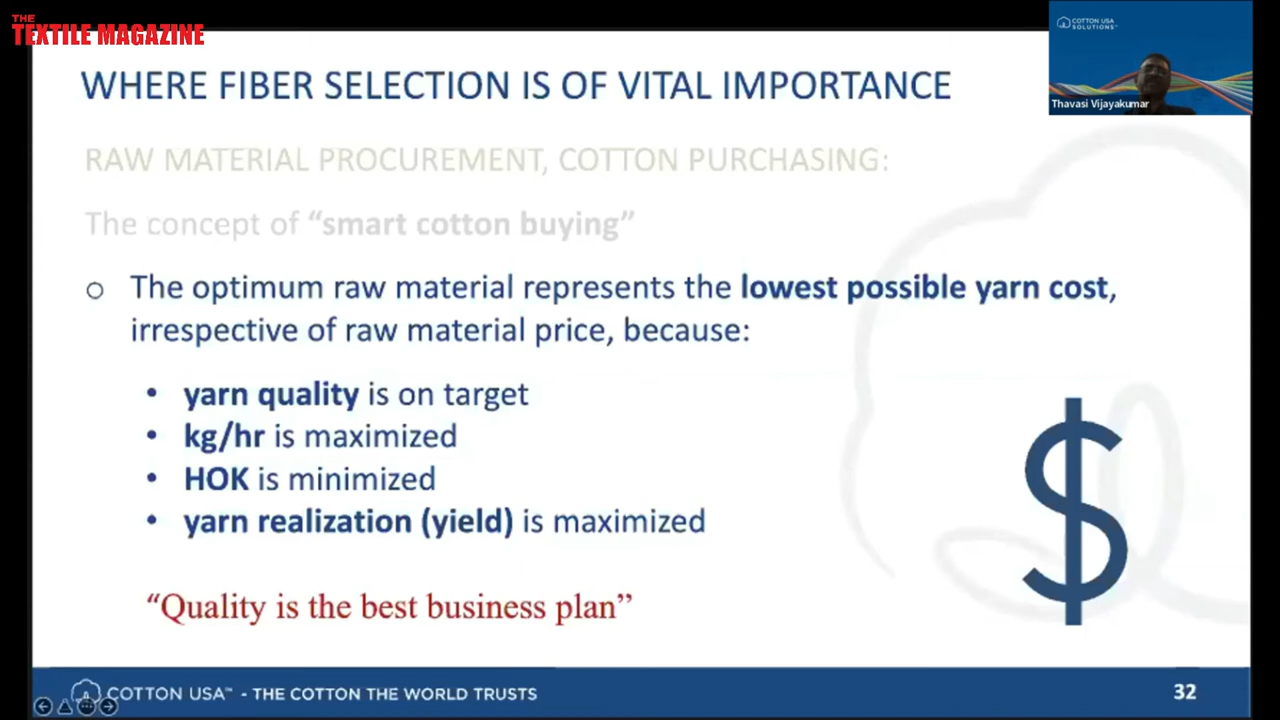 THE
TEXTILE MAGAZINE
COTTON USA
SOLUTIONS™
Thavasi Vijayakumar
WHERE FIBER SELECTION IS OF VITAL IMPORTANCE
RAW MATERIAL PROCUREMENT, COTTON PURCHASING:
The concept of “smart cotton buying”
The optimum raw material represents the lowest possible yarn cost,
irrespective of raw material price, because:
• yarn quality is on target
• kg/hr is maximized
• HOK is minimized
• yarn realization (yield) is maximized
$
“Quality is the best business plan”
COTTON USA™ - THE COTTON THE WORLD TRUSTS
32